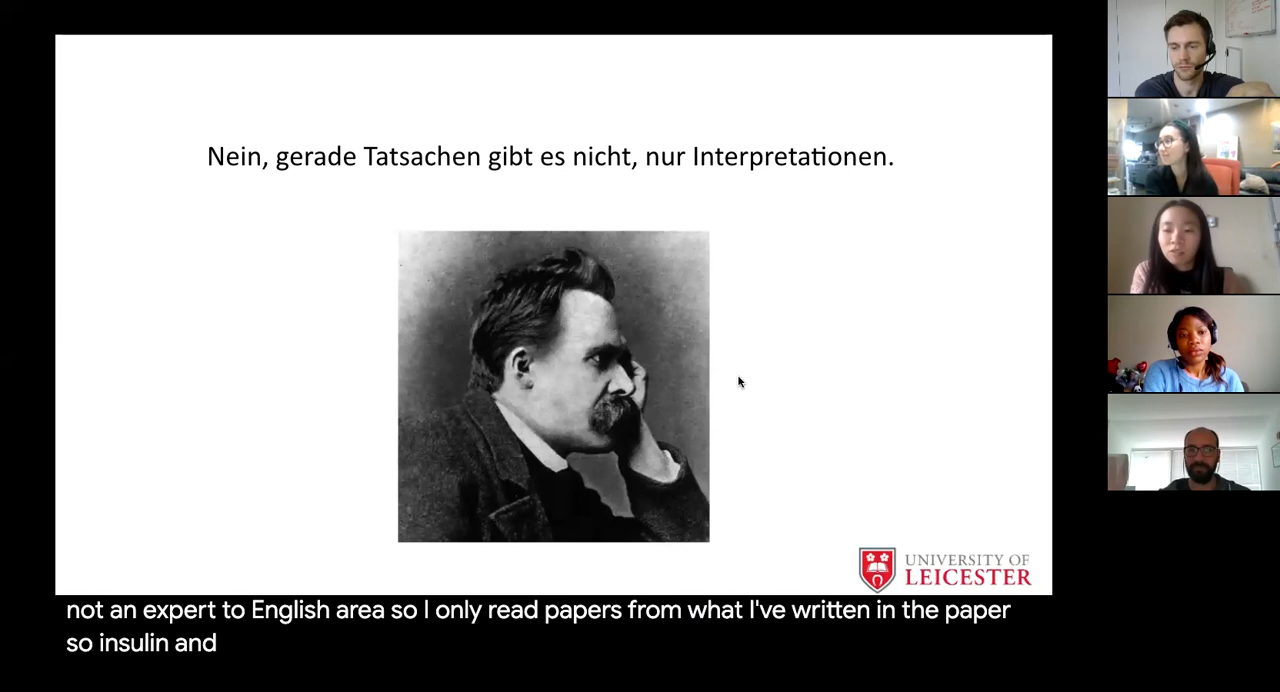 Nein, gerade Tatsachen gibt es nicht, nur Interpretationen.
UNIVERSITY OF
LEICESTER
not an expert to English area so I only read papers from what I've written in the paper
so insulin and